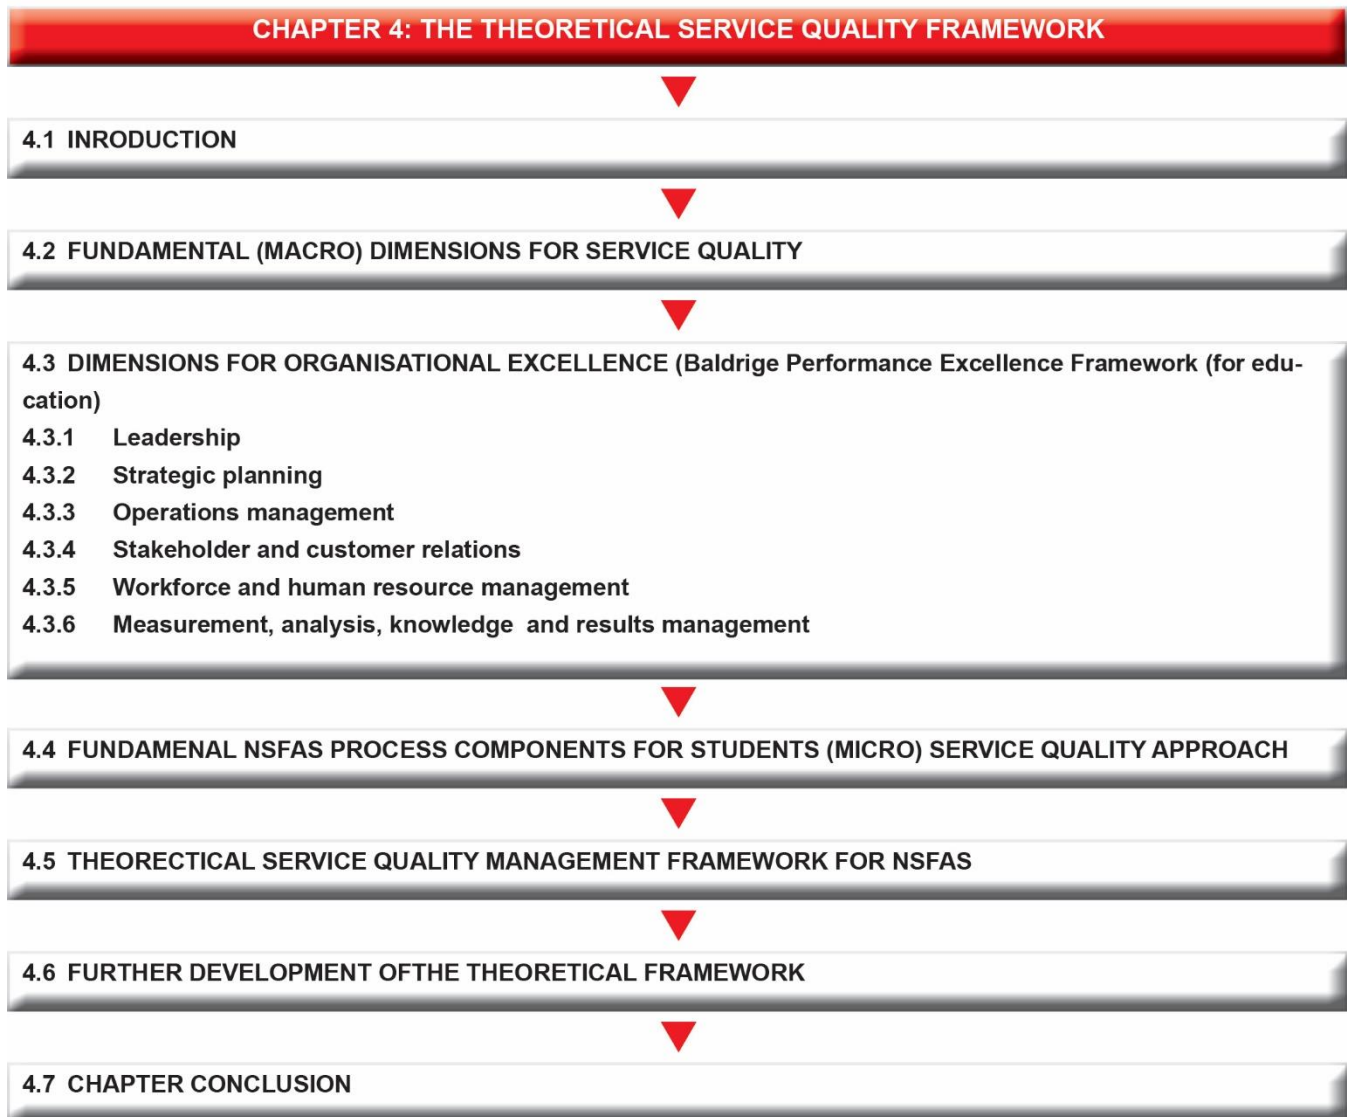 CHAPTER 4: THE THEORETICAL SERVICE QUALITY FRAMEWORK
4.1 INRODUCTION
4.2 FUNDAMENTAL (MACRO) DIMENSIONS FOR SERVICE QUALITY
4.3 DIMENSIONS FOR ORGANISATIONAL EXCELLENCE (Baldrige Performance Excellence Framework (for edu-
cation)
4.3.1 Leadership
4.3.2 Strategic planning
4.3.3 Operations management
4.3.4 Stakeholder and customer relations
4.3.5 Workforce and human resource management
4.3.6 Measurement, analysis, knowledge and results management
4.4 FUNDAMENAL NSFAS PROCESS COMPONENTS FOR STUDENTS (MICRO) SERVICE QUALITY APPROACH
4.5 THEORECTICAL SERVICE QUALITY MANAGEMENT FRAMEWORK FOR NSFAS
4.6 FURTHER DEVELOPMENT OFTHE THEORETICAL FRAMEWORK
4.7 CHAPTER CONCLUSION